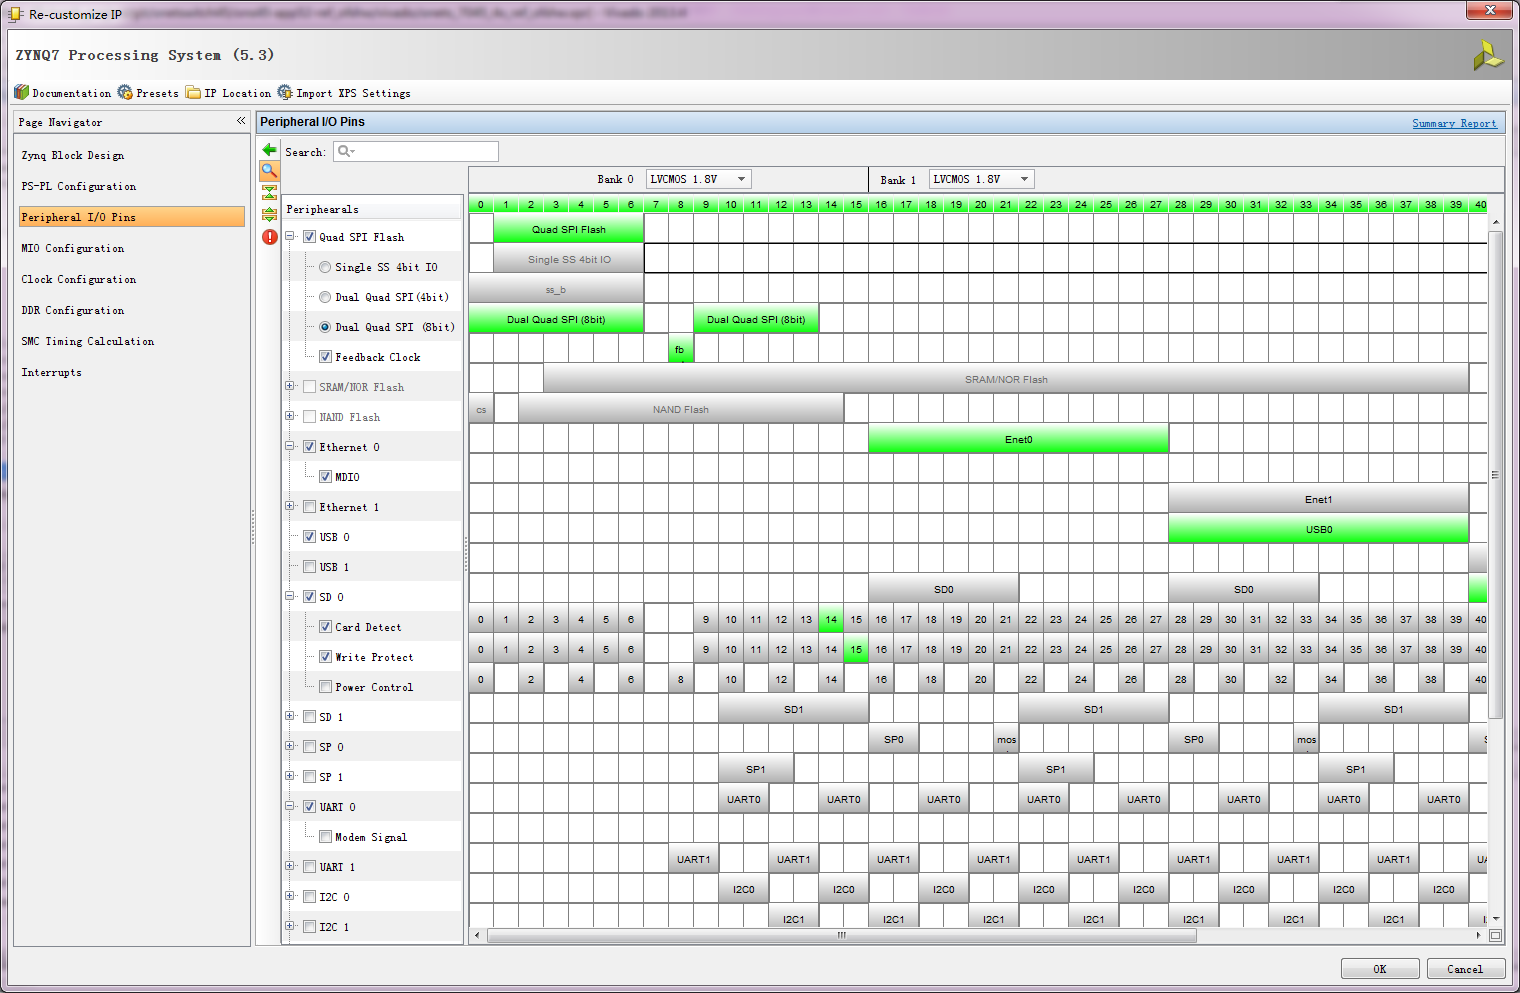 Re-customize IP
ZYNQ7 Processing System (5.3)
Documentation Presets IP Location Import XPS Settings
Page Navigator «
Zynq Block Design
PS-PL Configuration
Peripheral I/O Pins
MIO Configuration
Clock Configuration
DDR Configuration
SMC Timing Calculation
Interrupts
Peripheral I/O Pins
Summary Report
Search:
Bank 0 LVCMOS 1.8V Bank 1 LVCMOS 1.8V
Periphearals 0 1 2 3 4 5 6 7 8 9 10 11 12 13 14 15 16 17 18 19 20 21 22 23 24 25 26 27 28 29 30 31 32 33 34 35 36 37 38 39 40
Quad SPI Flash Quad SPI Flash
Single SS 4bit IO Single SS 4bit IO
Dual Quad SPI(4bit) ss_b
Dual Quad SPI (8bit) Dual Quad SPI (8bit) Dual Quad SPI (8bit)
Feedback Clock fb
SRAM/NOR Flash SRAM/NOR Flash
NAND Flash cs NAND Flash
Ethernet 0 Enet0
MDIO
Ethernet 1 Enet1
USB 0 USB0
USB 1
SD 0 SD0 SD0
Card Detect 0 1 2 3 4 5 6 9 10 11 12 13 14 15 16 17 18 19 20 21 22 23 24 25 26 27 28 29 30 31 32 33 34 35 36 37 38 39 40
Write Protect 0 1 2 3 4 5 6 9 10 11 12 13 14 15 16 17 18 19 20 21 22 23 24 25 26 27 28 29 30 31 32 33 34 35 36 37 38 39 40
Power Control 0 2 4 6 8 10 12 14 16 18 20 22 24 26 28 30 32 34 36 38 40
SD 1 SD1 SD1 SD1
SP 0 SP0 mos SP0 mos
SP 1 SP1 SP1 SP1
UART 0 UART0 UART0 UART0 UART0 UART0 UART0 UART0 UART0
Modem Signal
UART 1 UART1 UART1 UART1 UART1 UART1 UART1 UART1 UART1
I2C 0 I2C0 I2C0 I2C0 I2C0 I2C0 I2C0 I2C0 I2C0
I2C 1 I2C1 I2C1 I2C1 I2C1 I2C1 I2C1 I2C1
OK Cancel